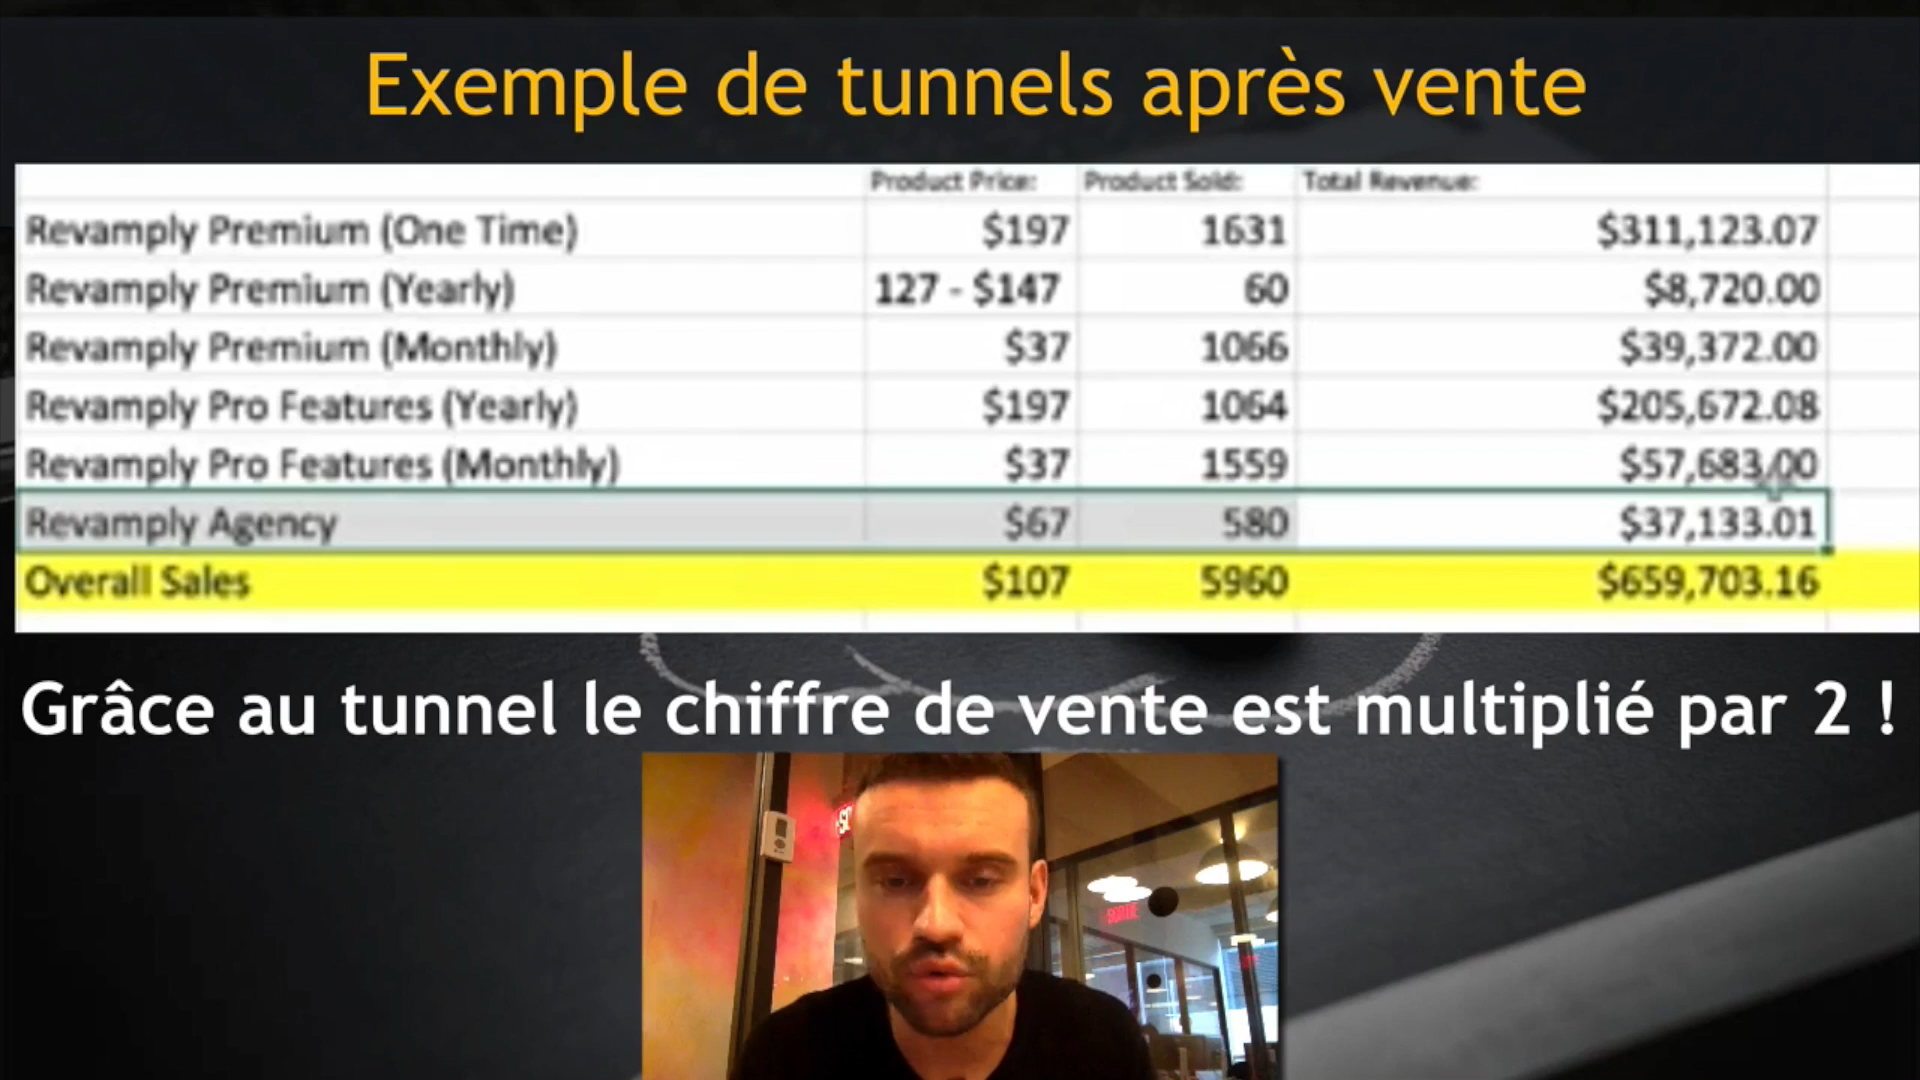 Exemple de tunnels après vente
Product Price: Product Sold: Total Revenue:
Revamply Premium (One Time) $197 1631 $311,123.07
Revamply Premium (Yearly) 127 - $147 60 $8,720.00
Revamply Premium (Monthly) $37 1066 $39,372.00
Revamply Pro Features (Yearly) $197 1064 $205,672.08
Revamply Pro Features (Monthly) $37 1559 $57,683.00
Revamply Agency $67 580 $37,133.01
Overall Sales $107 5960 $659,703.16
Grâce au tunnel le chiffre de vente est multiplié par 2 !
SORTIE